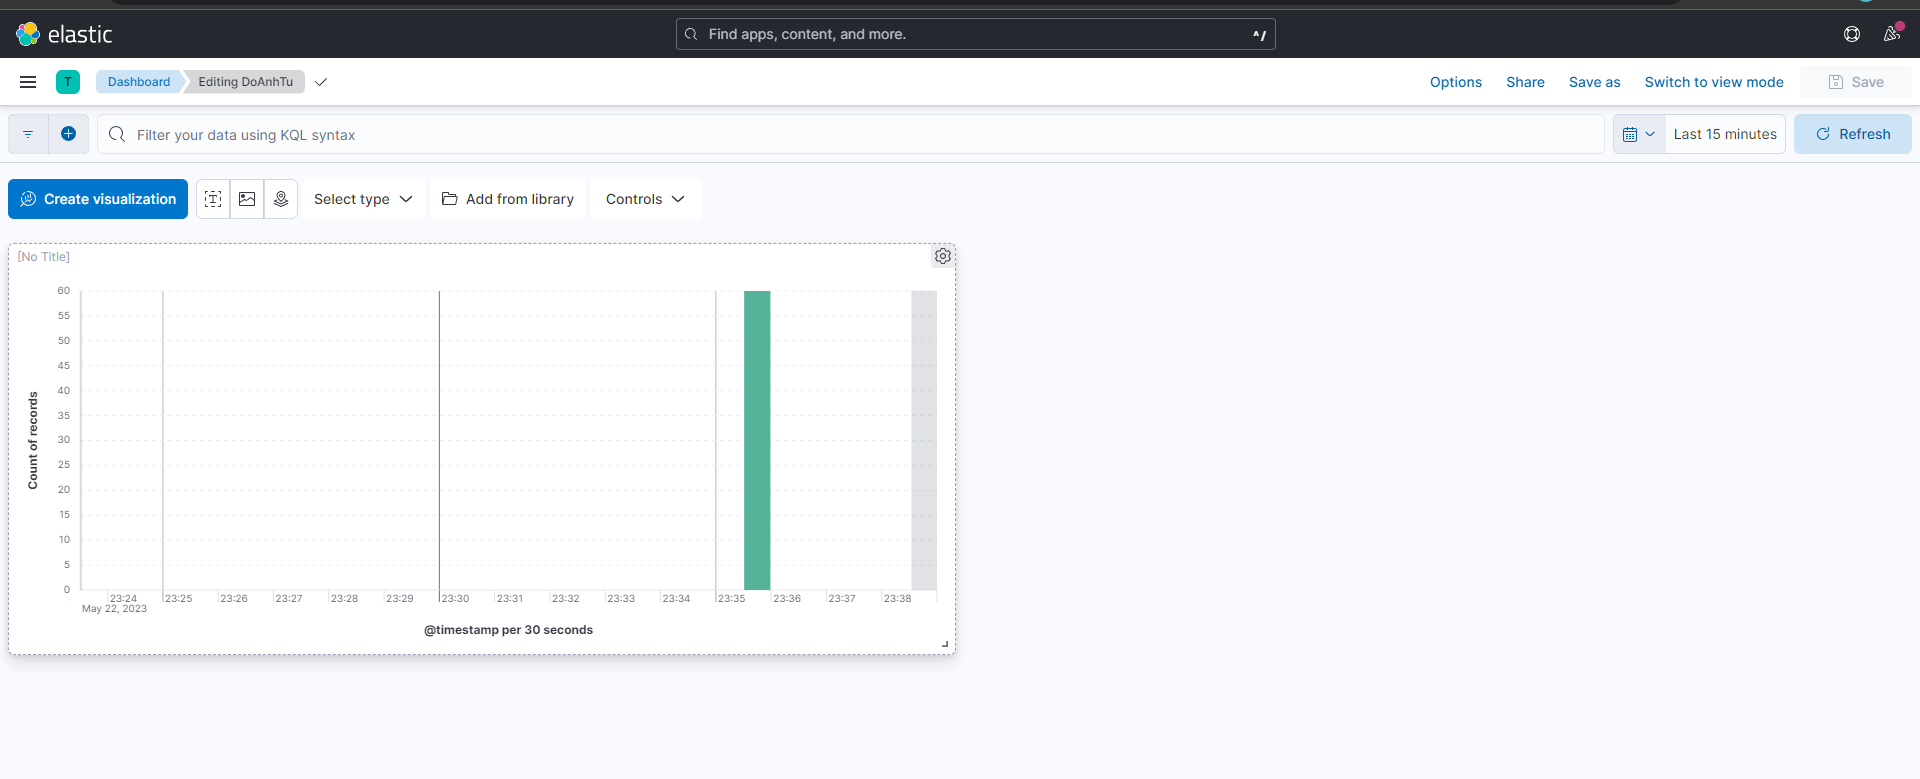 elastic
Find apps, content, and more.
^/
T
Dashboard
Editing DoAnhTu
Options
Share
Save as
Switch to view mode
Save
Filter your data using KQL syntax
Last 15 minutes
Refresh
Create visualization
Select type
Add from library
Controls
[No Title]
60
55
50
45
40
35
30
25
20
15
10
5
0
Count of records
23:24 23:25 23:26 23:27 23:28 23:29 23:30 23:31 23:32 23:33 23:34 23:35 23:36 23:37 23:38
May 22, 2023
@timestamp per 30 seconds